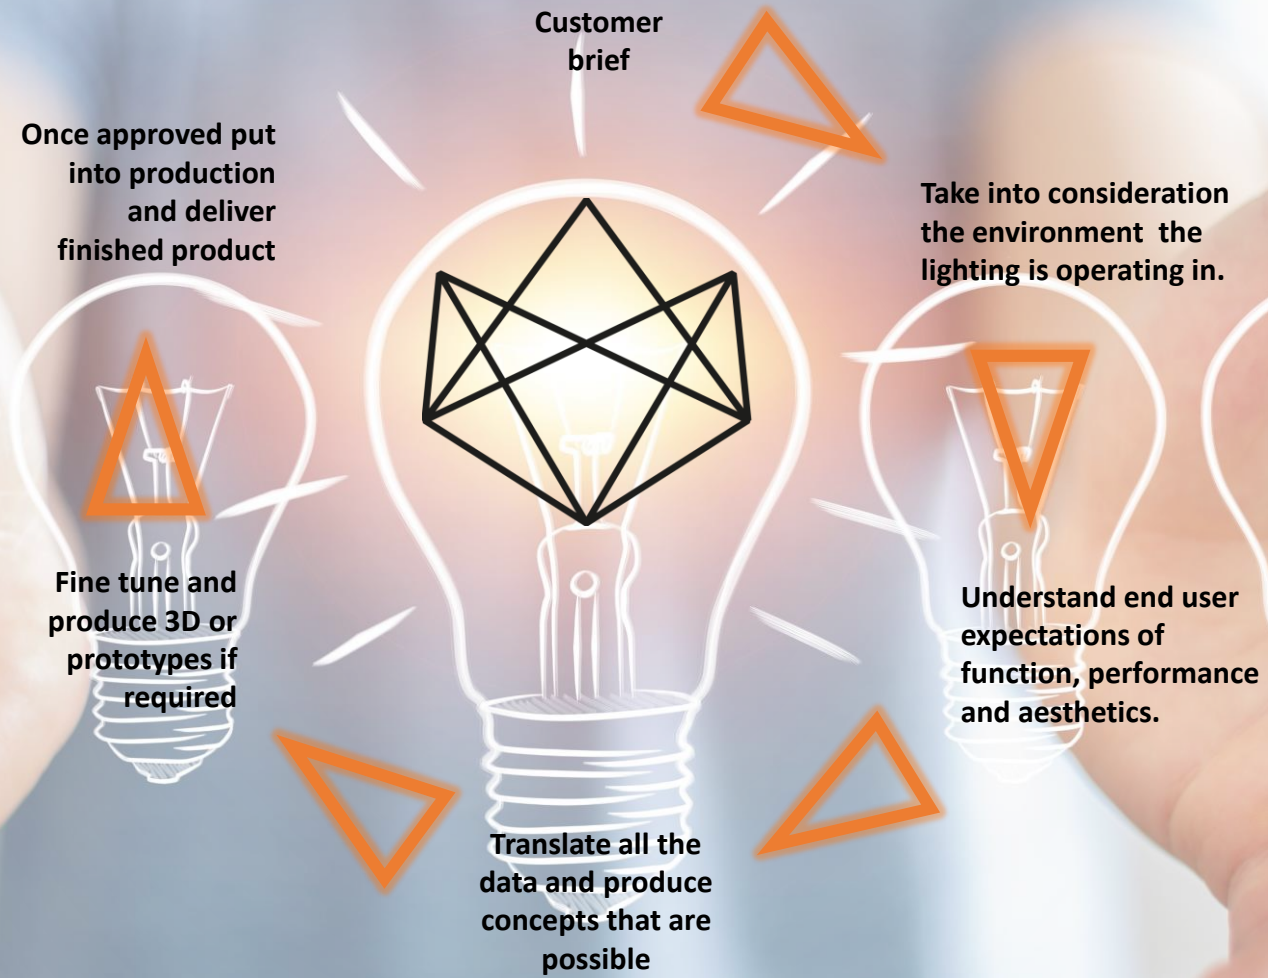 Customer
brief
Take into consideration
the environment  the
lighting is operating in.
Understand end user
expectations of
function, performance
and aesthetics.
Translate all the
data and produce
concepts that are
possible
Fine tune and
produce 3D or
prototypes if
required
Once approved put
into production
and deliver
finished product